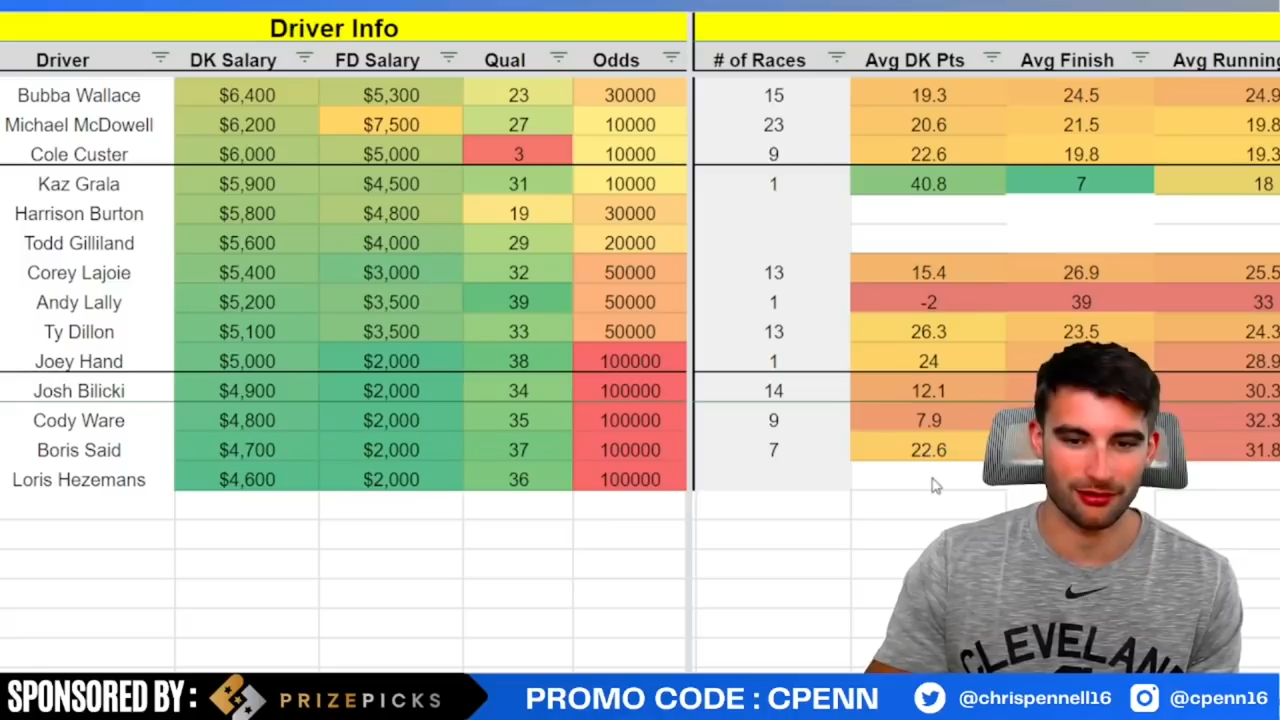 Driver Info
Driver DK Salary FD Salary Qual Odds # of Races Avg DK Pts Avg Finish Avg Running
Bubba Wallace $6,400 $5,300 23 30000 15 19.3 24.5 24.9
Michael McDowell $6,200 $7,500 27 10000 23 20.6 21.5 19.8
Cole Custer $6,000 $5,000 3 10000 9 22.6 19.8 19.3
Kaz Grala $5,900 $4,500 31 10000 1 40.8 7 18
Harrison Burton $5,800 $4,800 19 30000
Todd Gilliland $5,600 $4,000 29 20000
Corey Lajoie $5,400 $3,000 32 50000 13 15.4 26.9 25.5
Andy Lally $5,200 $3,500 39 50000 1 -2 39 33
Ty Dillon $5,100 $3,500 33 50000 13 26.3 23.5 24.3
Joey Hand $5,000 $2,000 38 100000 1 24 28.9
Josh Bilicki $4,900 $2,000 34 100000 14 12.1 30.3
Cody Ware $4,800 $2,000 35 100000 9 7.9 32.3
Boris Said $4,700 $2,000 37 100000 7 22.6 31.8
Loris Hezemans $4,600 $2,000 36 100000
CLEVELAND
SPONSORED BY : PRIZEPICKS PROMO CODE : CPENN @chrispennell16 @cpenn16